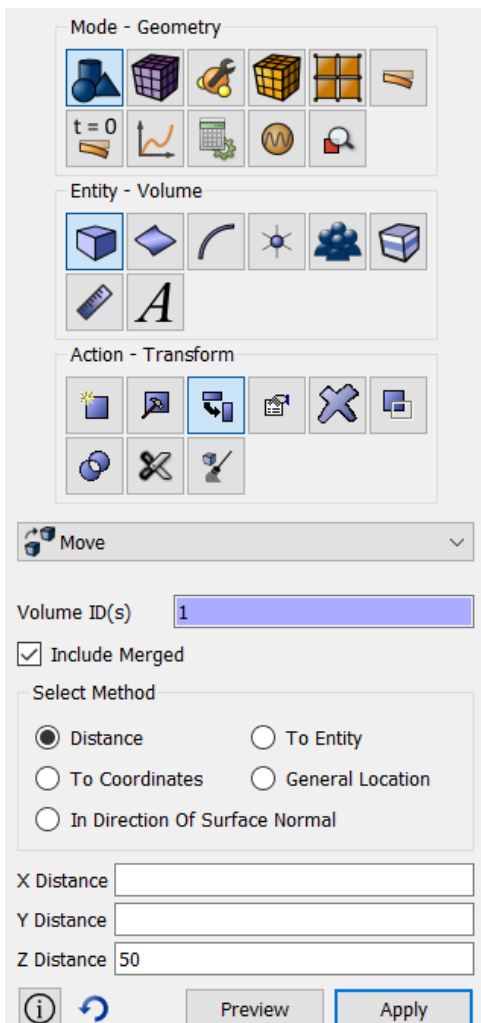 Mode - Geometry
t = 0
Entity - Volume
A
Action - Transform
Move
Volume ID(s) 1
Include Merged
Select Method
Distance To Entity
To Coordinates General Location
In Direction Of Surface Normal
X Distance
Y Distance
Z Distance 50
Preview Apply